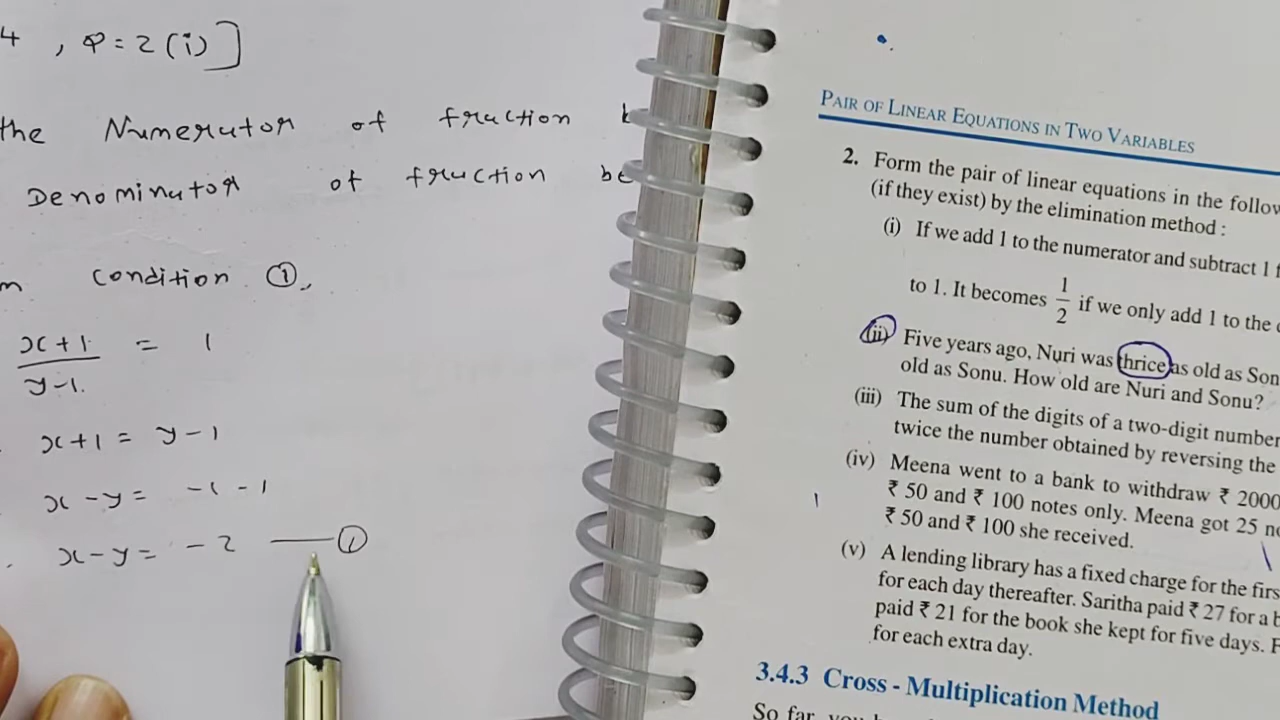 4 , φ=2(i)]
the Numerator of fraction b
Denominator of fraction be
m condition ①,
x+1
y-1. = 1
x+1 = y-1
x-y= -1-1
x-y= -2 ——①
PAIR OF LINEAR EQUATIONS IN TWO VARIABLES
2. Form the pair of linear equations in the follow
(if they exist) by the elimination method :
(i) If we add 1 to the numerator and subtract 1 f
to 1. It becomes 1/2 if we only add 1 to the d
(ii) Five years ago, Nuri was thrice as old as Son
old as Sonu. How old are Nuri and Sonu?
(iii) The sum of the digits of a two-digit number
twice the number obtained by reversing the
(iv) Meena went to a bank to withdraw ₹ 2000
₹ 50 and ₹ 100 notes only. Meena got 25 no
₹ 50 and ₹ 100 she received.
(v) A lending library has a fixed charge for the firs
for each day thereafter. Saritha paid ₹ 27 for a b
paid ₹ 21 for the book she kept for five days. F
for each extra day.
3.4.3 Cross - Multiplication Method
So far, you